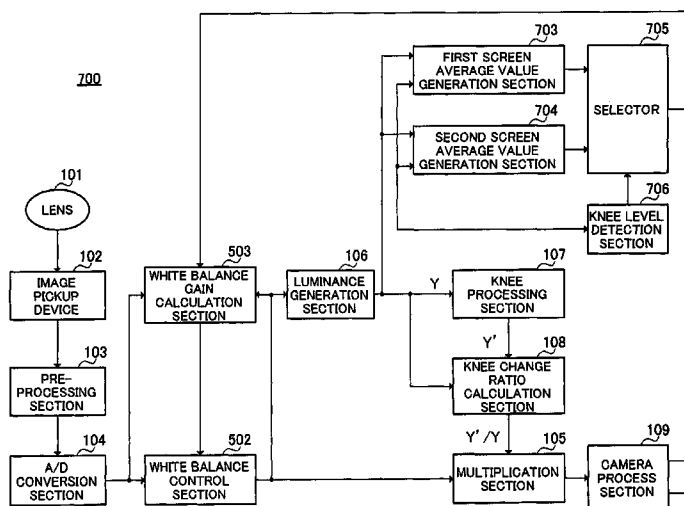 700
703
FIRST SCREEN
AVERAGE VALUE
GENERATION SECTION
705
SELECTOR
704
SECOND SCREEN
AVERAGE VALUE
GENERATION SECTION
706
KNEE LEVEL
DETECTION
SECTION
101
LENS
102
IMAGE
PICKUP
DEVICE
503
WHITE BALANCE
GAIN
CALCULATION
SECTION
106
LUMINANCE
GENERATION
SECTION
Y
107
KNEE
PROCESSING
SECTION
Y'
103
PRE-
PROCESSING
SECTION
108
KNEE CHANGE
RATIO
CALCULATION
SECTION
Y'/Y
104
A/D
CONVERSION
SECTION
502
WHITE BALANCE
CONTROL
SECTION
105
MULTIPLICATION
SECTION
109
CAMERA
PROCESS
SECTION